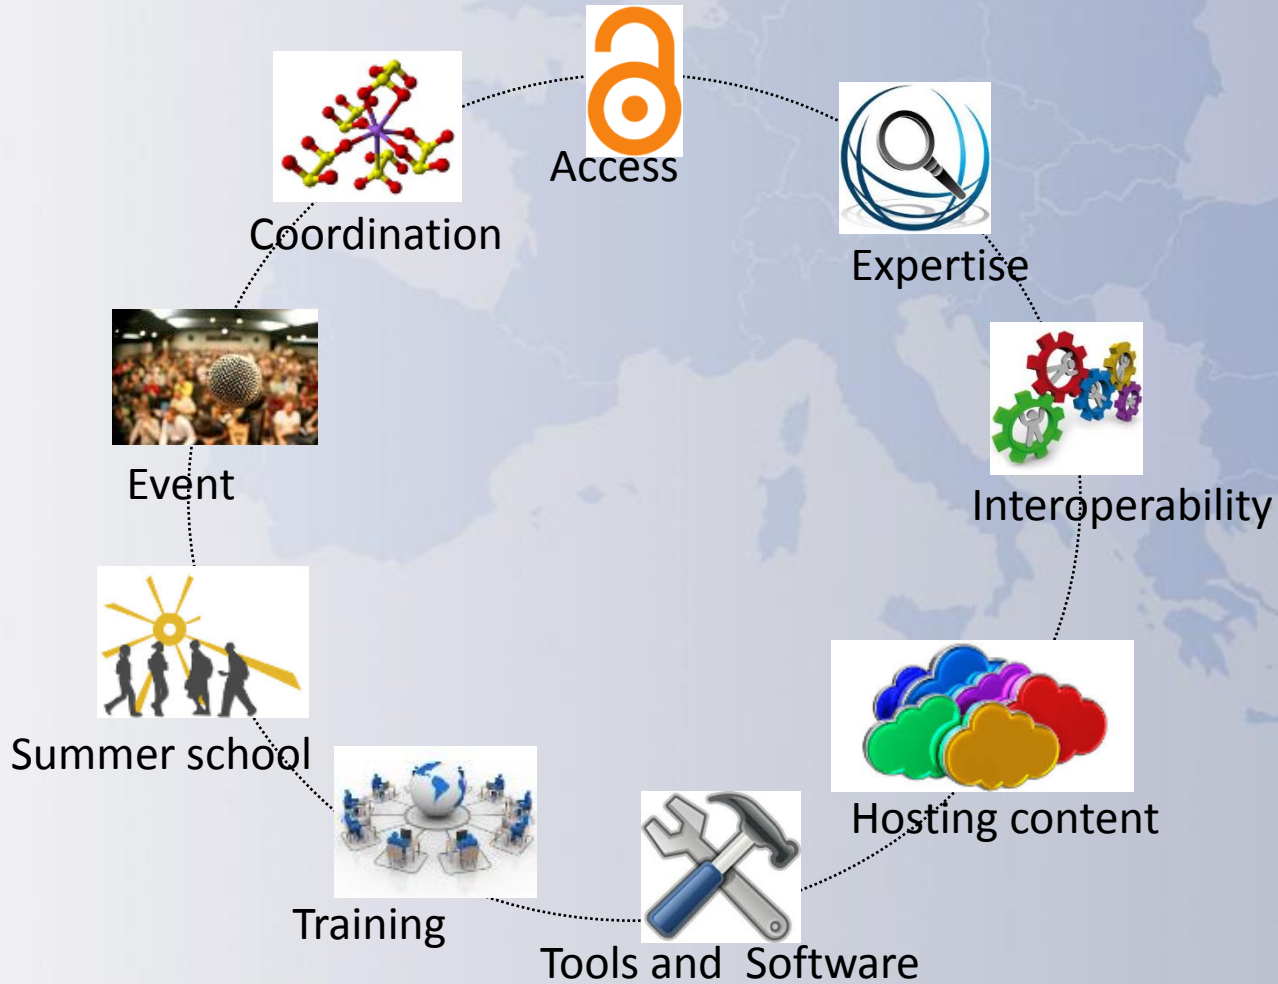 Access
Coordination
Expertise
Event
Interoperability
Summer school
Hosting content
Training
Tools and  Software